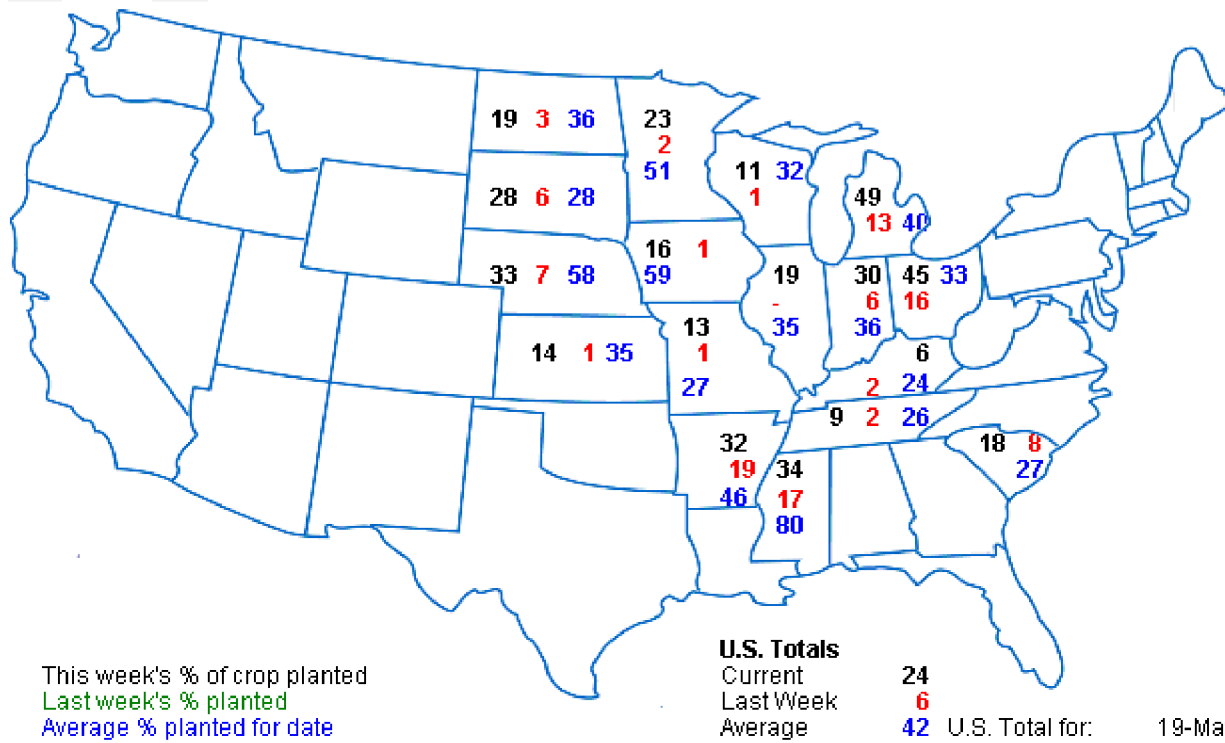 19 3 36
23
2
51
11 32
1
49
13 40
28 6 28
16 1
59
33 7 58
19
-
35
30
6
36
45 33
16
13
1
27
14 1 35
6
2 24
9 2 26
32
19
46
34
17
80
18 8
27
This week's % of crop planted
Last week's % planted
Average % planted for date
U.S. Totals
Current 24
Last Week 6
Average 42 U.S. Total for: 19-Ma